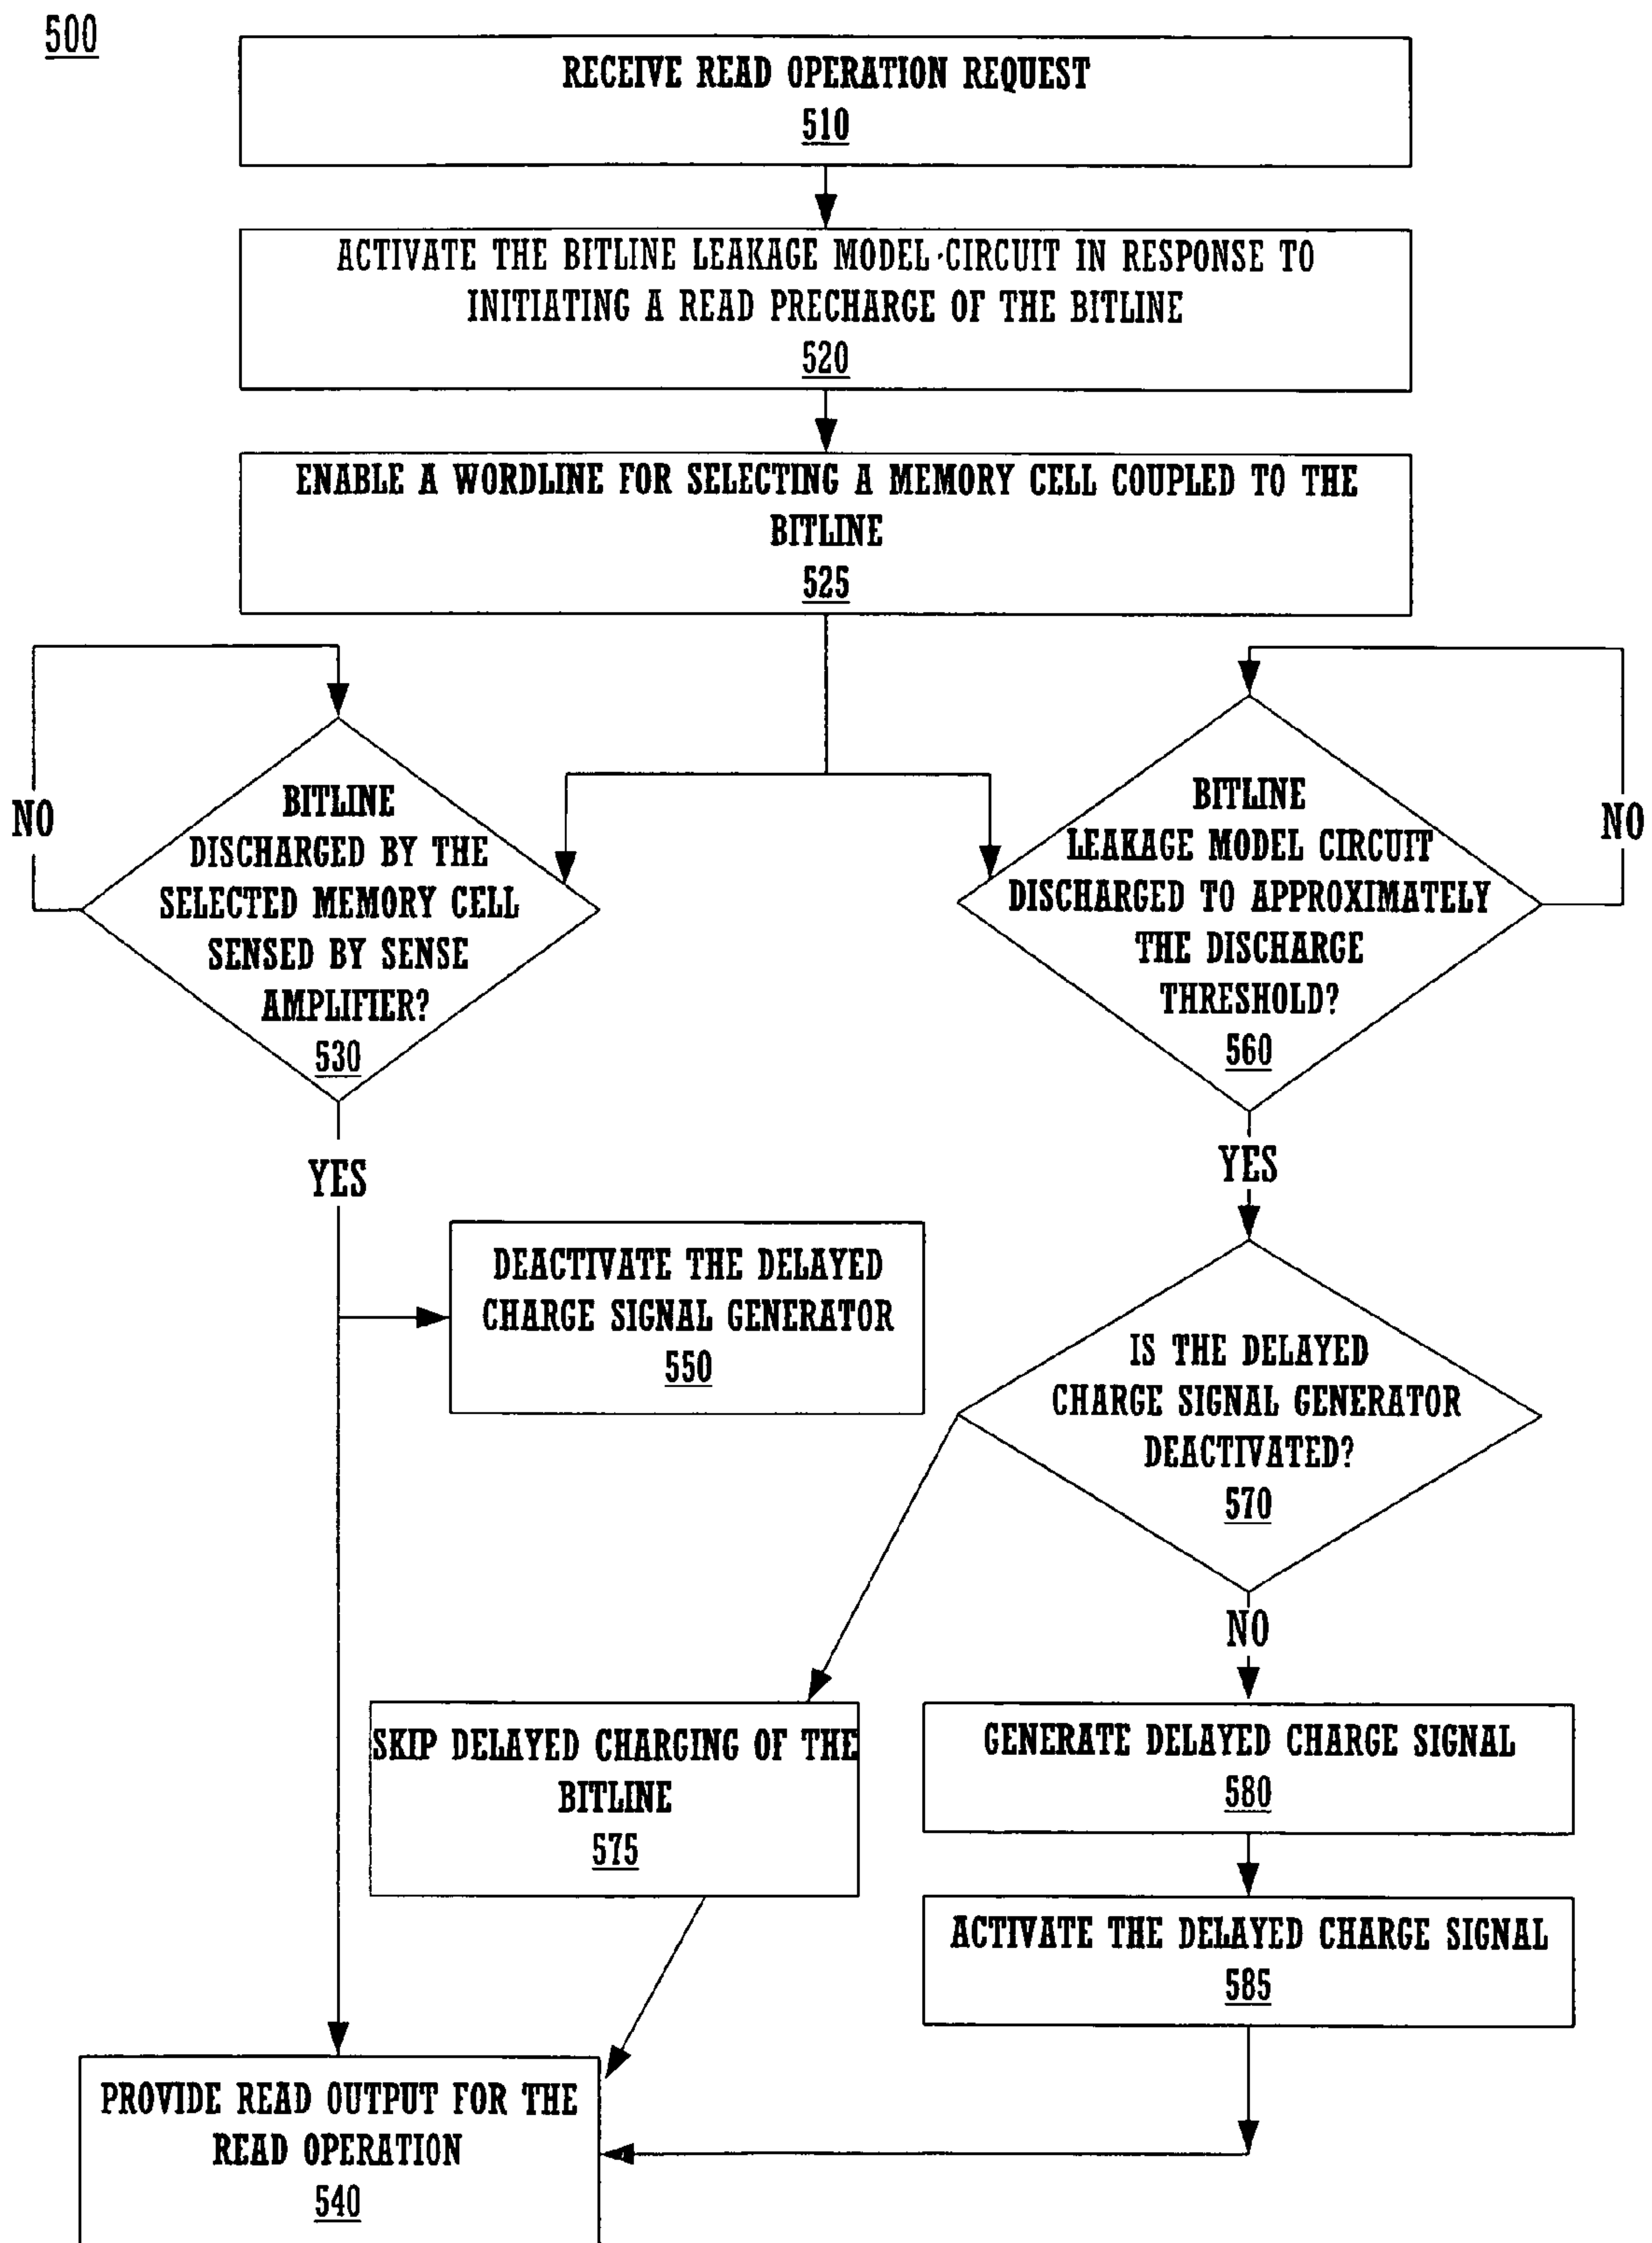 500
RECEIVE READ OPERATION REQUEST
510
ACTIVATE THE BITLINE LEAKAGE MODEL CIRCUIT IN RESPONSE TO
INITIATING A READ PRECHARGE OF THE BITLINE
520
ENABLE A WORDLINE FOR SELECTING A MEMORY CELL COUPLED TO THE
BITLINE
525
NO
BITLINE
DISCHARGED BY THE
SELECTED MEMORY CELL
SENSED BY SENSE
AMPLIFIER?
530
BITLINE
LEAKAGE MODEL CIRCUIT
DISCHARGED TO APPROXIMATELY
THE DISCHARGE
THRESHOLD?
560
NO
YES
YES
DEACTIVATE THE DELAYED
CHARGE SIGNAL GENERATOR
550
IS THE DELAYED
CHARGE SIGNAL GENERATOR
DEACTIVATED?
570
NO
SKIP DELAYED CHARGING OF THE
BITLINE
575
GENERATE DELAYED CHARGE SIGNAL
580
ACTIVATE THE DELAYED CHARGE SIGNAL
585
PROVIDE READ OUTPUT FOR THE
READ OPERATION
540